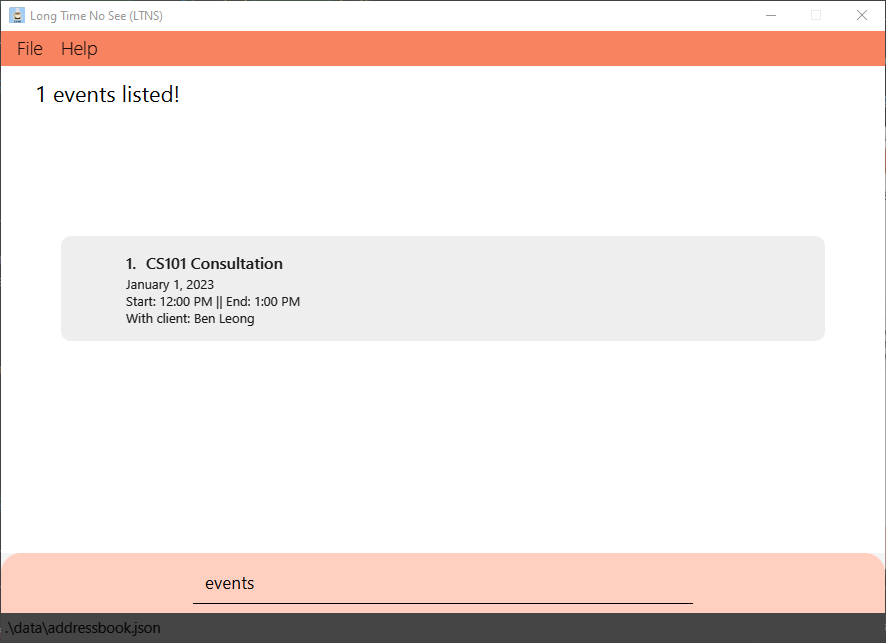 Long Time No See (LTNS)
File Help
1 events listed!
1. CS101 Consultation
January 1, 2023
Start: 12:00 PM || End: 1:00 PM
With client: Ben Leong
events
.\data\addressbook.json